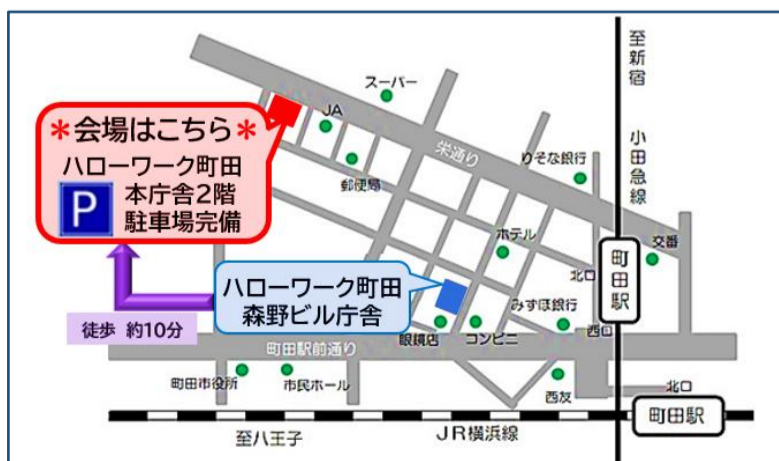 至新宿
小田急線
スーパー
JA
*会場はこちら*
ハローワーク町田
本庁舎2階
駐車場完備
P
栄通り
りそな銀行
郵便局
ホテル
北口
町田駅
交番
ハローワーク町田
森野ビル庁舎
みずほ銀行
西口
徒歩 約10分
眼鏡店
コンビニ
町田駅前通り
町田市役所
市民ホール
西友
北口
町田駅
至八王子
JR横浜線